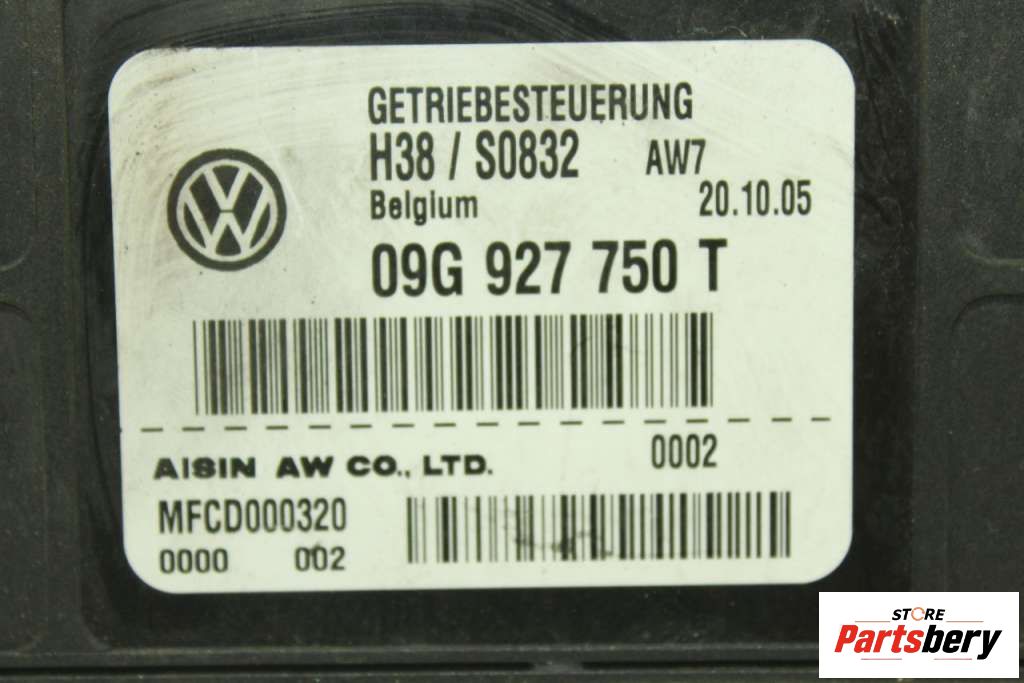 GETRIEBESTEUERUNG
H38 / S0832 AW7
Belgium 20.10.05
09G 927 750 T
AISIN AW CO., LTD. 0002
MFCD000320
0000 002
STORE
Partsbery